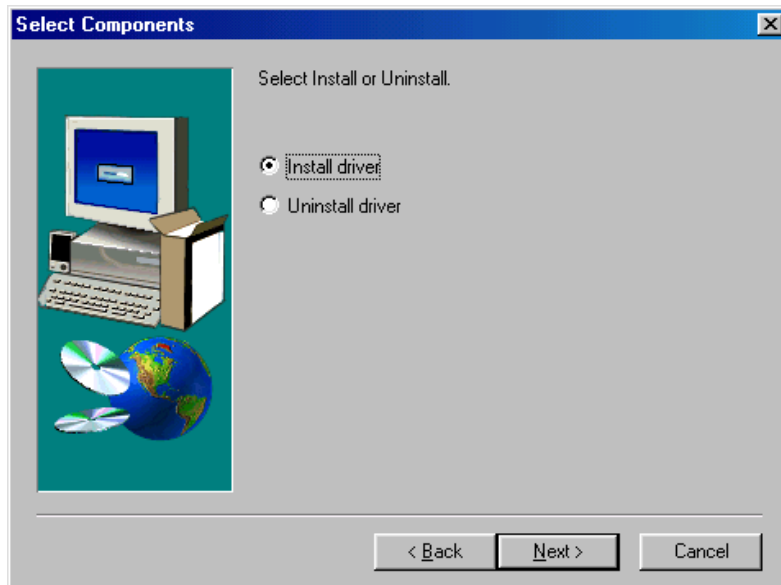 Select Components
Select Install or Uninstall.
Install driver
Uninstall driver
< Back
Next >
Cancel